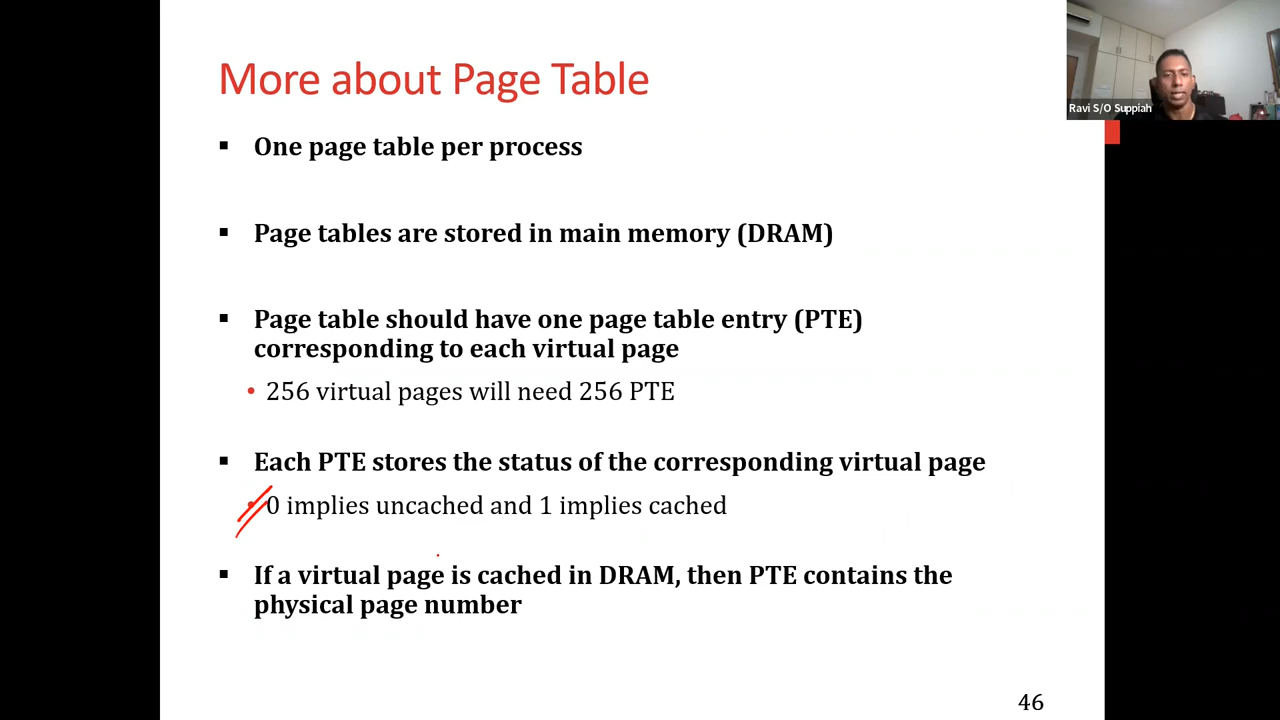 More about Page Table
Ravi S/O Suppiah
▪ One page table per process
▪ Page tables are stored in main memory (DRAM)
▪ Page table should have one page table entry (PTE)
corresponding to each virtual page
• 256 virtual pages will need 256 PTE
▪ Each PTE stores the status of the corresponding virtual page
• 0 implies uncached and 1 implies cached
▪ If a virtual page is cached in DRAM, then PTE contains the
physical page number
46